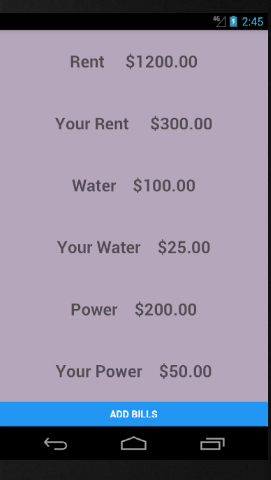 4G 2:45
Rent $1200.00
Your Rent $300.00
Water $100.00
Your Water $25.00
Power $200.00
Your Power $50.00
ADD BILLS